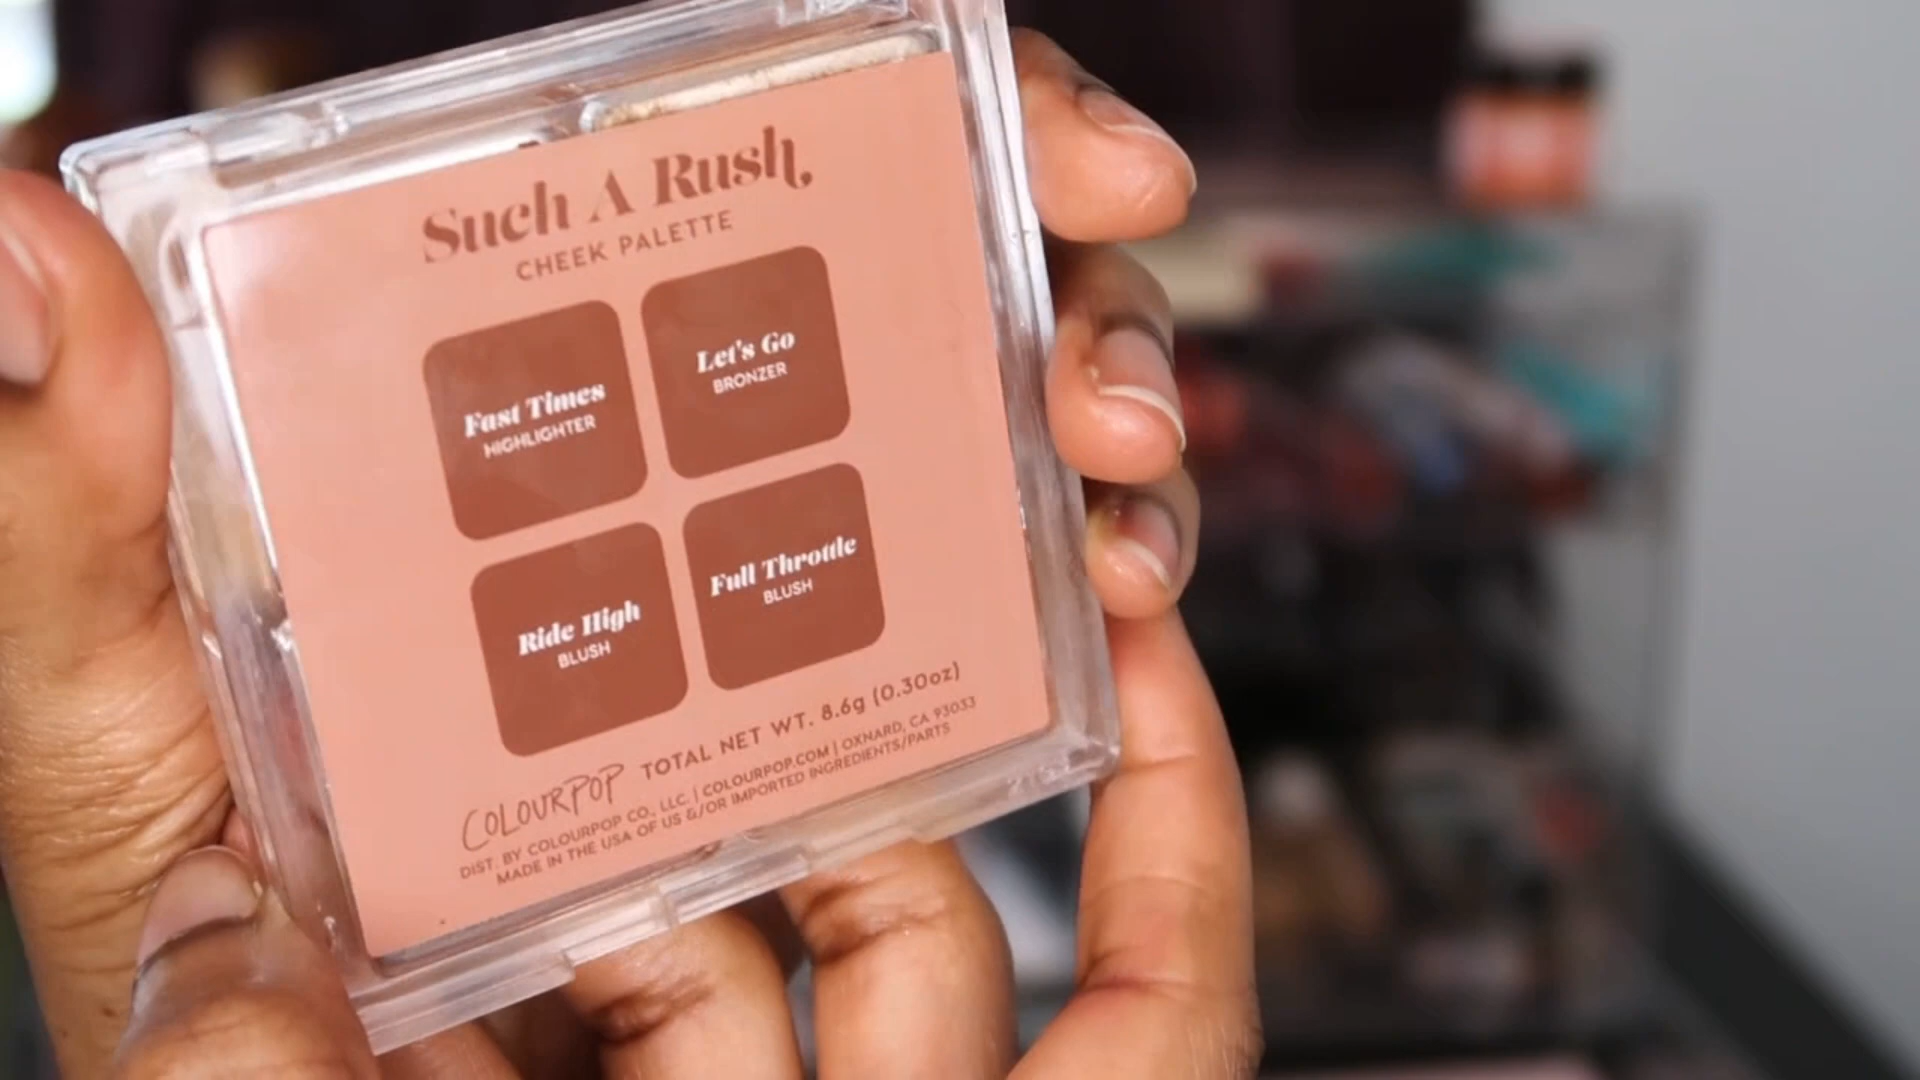 Such A Rush
CHEEK PALETTE
Fast Times
HIGHLIGHTER
Let's Go
BRONZER
Ride High
BLUSH
Full Throttle
BLUSH
COLOURPOP TOTAL NET WT. 8.6g (0.30oz)
DIST. BY COLOURPOP CO., LLC. | COLOURPOP.COM | OXNARD, CA 93033
MADE IN THE USA OF US &/OR IMPORTED INGREDIENTS/PARTS